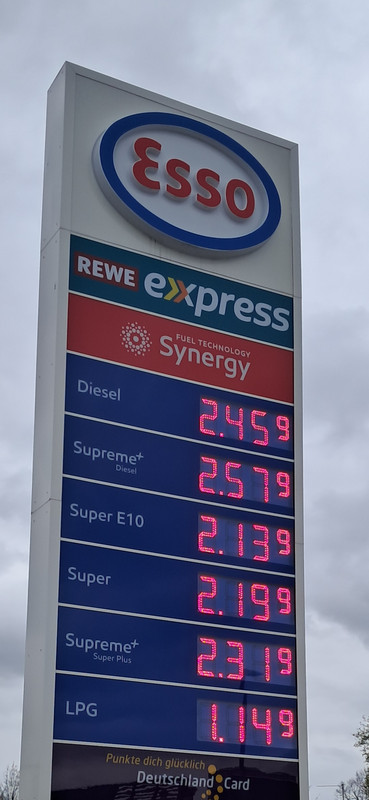 Esso
REWE express
FUEL TECHNOLOGY
Synergy
Diesel 2.459
Supreme+ Diesel 2.579
Super E10 2.139
Super 2.199
Supreme+ Super Plus 2.319
LPG 1.149
Punkte dich glücklich
Deutschland Card